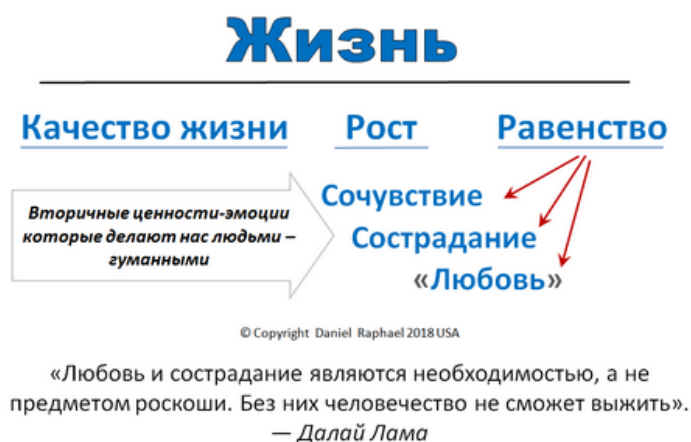 Жизнь
Качество жизни Рост Равенство
Вторичные ценности-эмоции
которые делают нас людьми –
гуманными
Сочувствие
Сострадание
«Любовь»
© Copyright Daniel Raphael 2018 USA
«Любовь и сострадание являются необходимостью, а не
предметом роскоши. Без них человечество не сможет выжить».
— Далай Лама